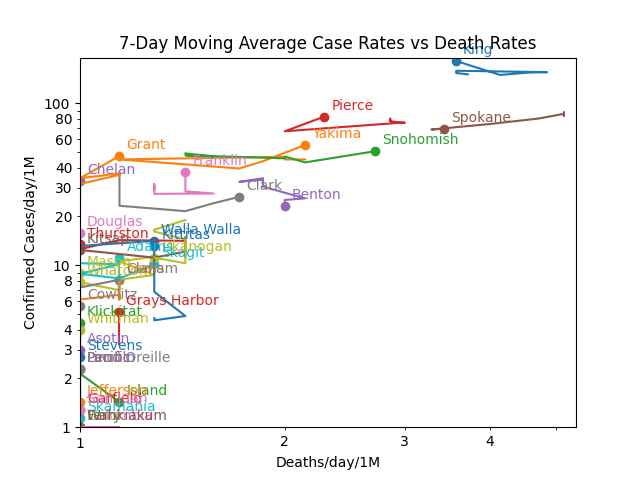 7-Day Moving Average Case Rates vs Death Rates
King
100
Pierce
80
Spokane
60
Yakima
Grant
Snohomish
40
Chelan
Franklin
30
Clark
Benton
20
Douglas
Thurston
Walla Walla
Kitsap
Kittitas
Okanogan
Adams
Skagit
10
Mason
Clallam
8
6
Cowlitz
Grays Harbor
Klickitat
4
Whitman
Asotin
3
Stevens
Pend Oreille
2
Jefferson
Island
Garfield
Skamania
Wahkiakum
1
1
2
3
4
Deaths/day/1M
Confirmed Cases/day/1M